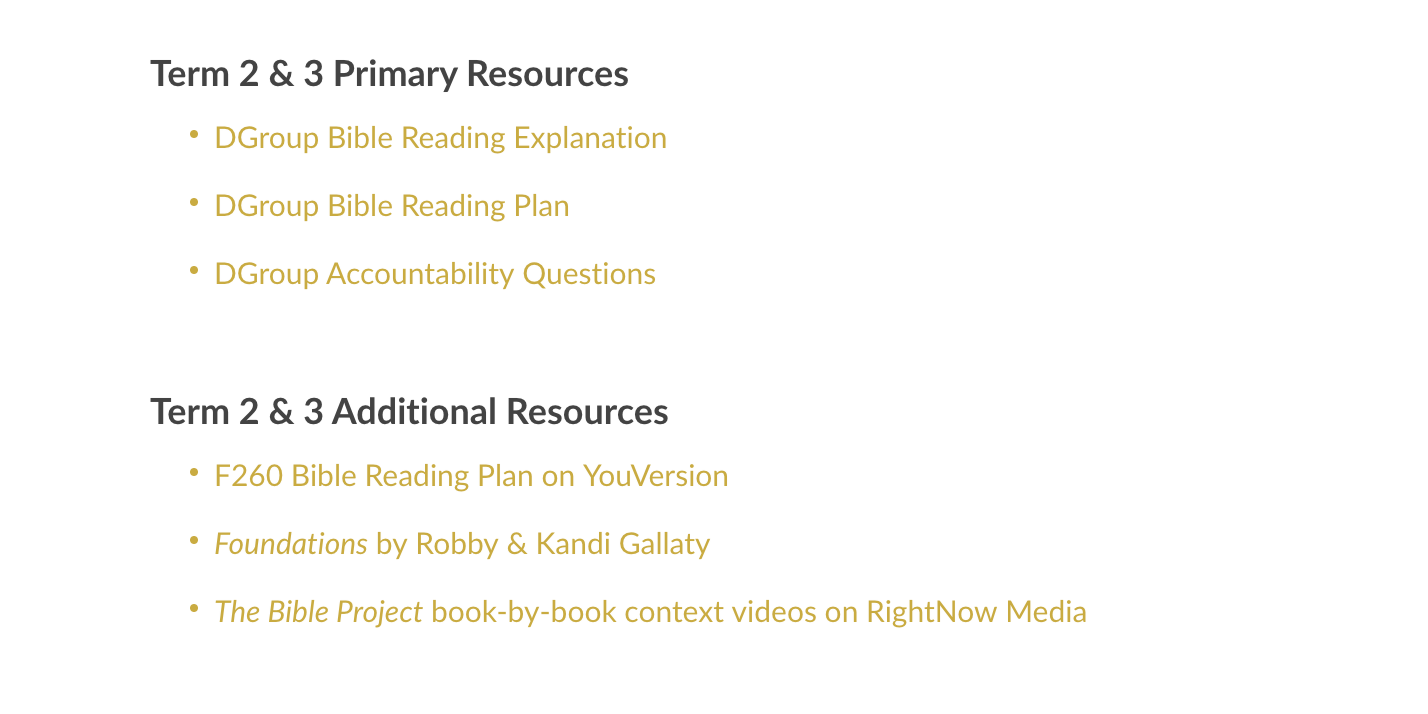 Term 2 & 3 Primary Resources
• DGroup Bible Reading Explanation
• DGroup Bible Reading Plan
• DGroup Accountability Questions
Term 2 & 3 Additional Resources
• F260 Bible Reading Plan on YouVersion
• Foundations by Robby & Kandi Gallaty
• The Bible Project book-by-book context videos on RightNow Media